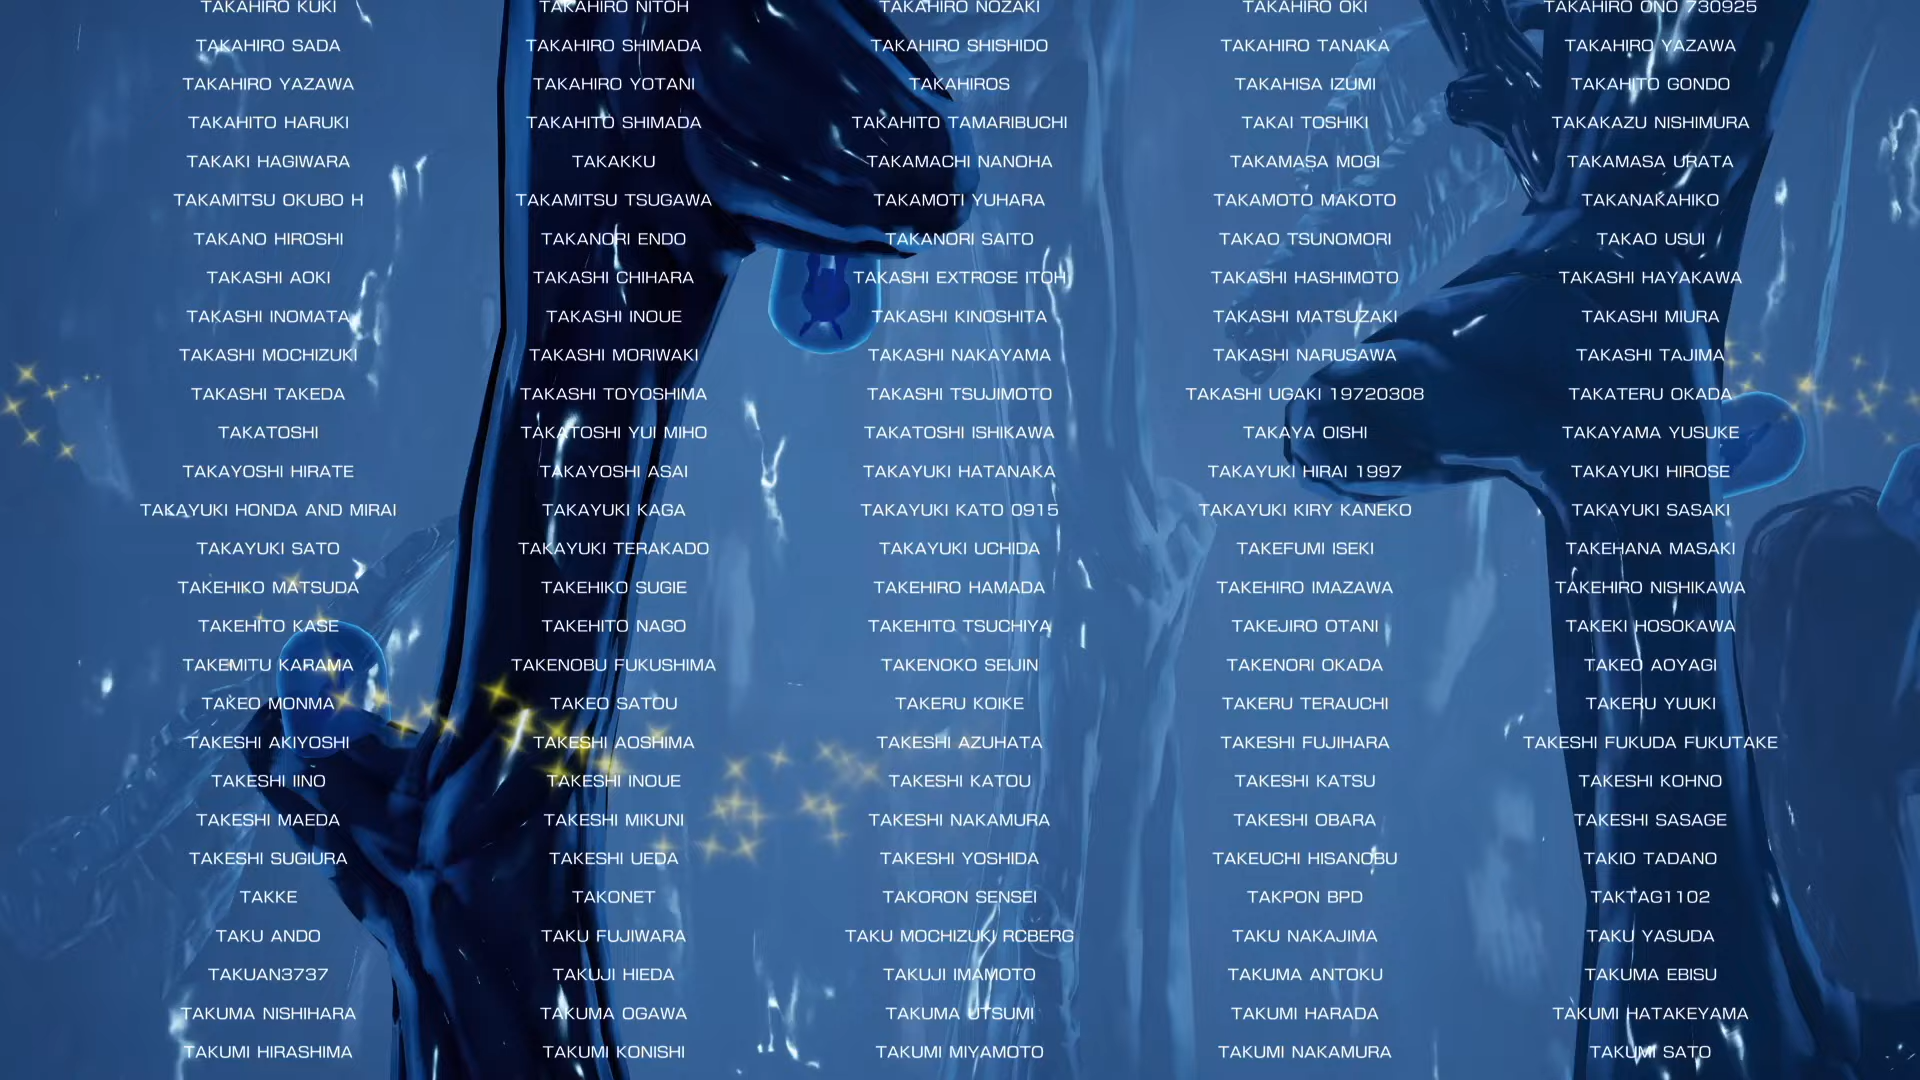 TAKAHIRO KUKI TAKAHIRO NITOH TAKAHIRO NOZAKI TAKAHIRO OKI TAKAHIRO ONO 730925
TAKAHIRO SADA TAKAHIRO SHIMADA TAKAHIRO SHISHIDO TAKAHIRO TANAKA TAKAHIRO YAZAWA
TAKAHIRO YAZAWA TAKAHIRO YOTANI TAKAHIROS TAKAHISA IZUMI TAKAHITO GONDO
TAKAHITO HARUKI TAKAHITO SHIMADA TAKAHITO TAMARIBUCHI TAKAI TOSHIKI TAKAKAZU NISHIMURA
TAKAKI HAGIWARA TAKAKKU TAKAMACHI NANOHA TAKAMASA MOGI TAKAMASA URATA
TAKAMITSU OKUBO H TAKAMITSU TSUGAWA TAKAMOTI YUHARA TAKAMOTO MAKOTO TAKANAKAHIKO
TAKANO HIROSHI TAKANORI ENDO TAKANORI SAITO TAKAO TSUNOMORI TAKAO USUI
TAKASHI AOKI TAKASHI CHIHARA TAKASHI EXTROSE ITOH TAKASHI HASHIMOTO TAKASHI HAYAKAWA
TAKASHI INOMATA TAKASHI INOUE TAKASHI KINOSHITA TAKASHI MATSUZAKI TAKASHI MIURA
TAKASHI MOCHIZUKI TAKASHI MORIWAKI TAKASHI NAKAYAMA TAKASHI NARUSAWA TAKASHI TAJIMA
TAKASHI TAKEDA TAKASHI TOYOSHIMA TAKASHI TSUJIMOTO TAKASHI UGAKI 19720308 TAKATERU OKADA
TAKATOSHI TAKATOSHI YUI MIHO TAKATOSHI ISHIKAWA TAKAYA OISHI TAKAYAMA YUSUKE
TAKAYOSHI HIRATE TAKAYOSHI ASAI TAKAYUKI HATANAKA TAKAYUKI HIRAI 1997 TAKAYUKI HIROSE
TAKAYUKI HONDA AND MIRAI TAKAYUKI KAGA TAKAYUKI KATO 0915 TAKAYUKI KIRY KANEKO TAKAYUKI SASAKI
TAKAYUKI SATO TAKAYUKI TERAKADO TAKAYUKI UCHIDA TAKEFUMI ISEKI TAKEHANA MASAKI
TAKEHIKO MATSUDA TAKEHIKO SUGIE TAKEHIRO HAMADA TAKEHIRO IMAZAWA TAKEHIRO NISHIKAWA
TAKEHITO KASE TAKEHITO NAGO TAKEHITO TSUCHIYA TAKEJIRO OTANI TAKEKI HOSOKAWA
TAKEMITU KARAMA TAKENOBU FUKUSHIMA TAKENOKO SEIJIN TAKENORI OKADA TAKEO AOYAGI
TAKEO MONMA TAKEO SATOU TAKERU KOIKE TAKERU TERAUCHI TAKERU YUUKI
TAKESHI AKIYOSHI TAKESHI AOSHIMA TAKESHI AZUHATA TAKESHI FUJIHARA TAKESHI FUKUDA FUKUTAKE
TAKESHI IINO TAKESHI INOUE TAKESHI KATOU TAKESHI KATSU TAKESHI KOHNO
TAKESHI MAEDA TAKESHI MIKUNI TAKESHI NAKAMURA TAKESHI OBARA TAKESHI SASAGE
TAKESHI SUGIURA TAKESHI UEDA TAKESHI YOSHIDA TAKEUCHI HISANOBU TAKIO TADANO
TAKKE TAKONET TAKORON SENSEI TAKPON BPD TAKTAG1102
TAKU ANDO TAKU FUJIWARA TAKU MOCHIZUKI RCBERG TAKU NAKAJIMA TAKU YASUDA
TAKUAN3737 TAKUJI HIEDA TAKUJI IMAMOTO TAKUMA ANTOKU TAKUMA EBISU
TAKUMA NISHIHARA TAKUMA OGAWA TAKUMA UTSUMI TAKUMI HARADA TAKUMI HATAKEYAMA
TAKUMI HIRASHIMA TAKUMI KONISHI TAKUMI MIYAMOTO TAKUMI NAKAMURA TAKUMI SATO